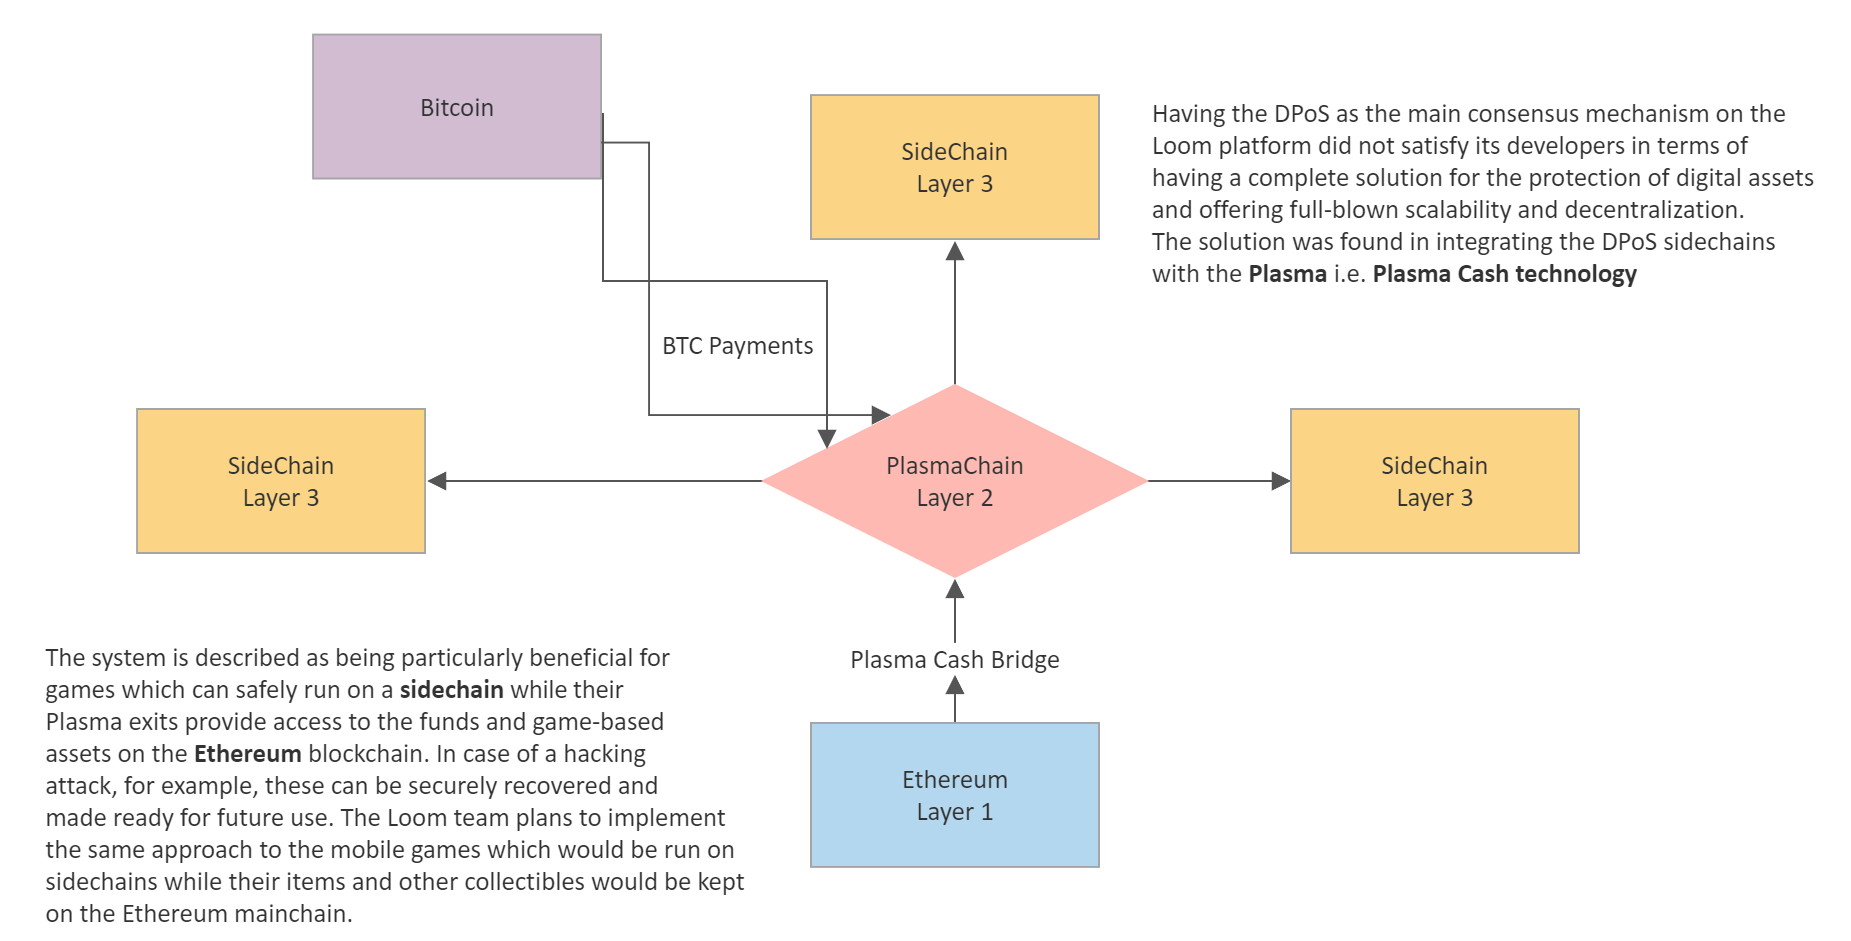 Bitcoin
SideChain
Layer 3
Having the DPoS as the main consensus mechanism on the
Loom platform did not satisfy its developers in terms of
having a complete solution for the protection of digital assets
and offering full-blown scalability and decentralization.
The solution was found in integrating the DPoS sidechains
with the Plasma i.e. Plasma Cash technology
BTC Payments
SideChain
Layer 3
PlasmaChain
Layer 2
SideChain
Layer 3
Plasma Cash Bridge
The system is described as being particularly beneficial for
games which can safely run on a sidechain while their
Plasma exits provide access to the funds and game-based
assets on the Ethereum blockchain. In case of a hacking
attack, for example, these can be securely recovered and
made ready for future use. The Loom team plans to implement
the same approach to the mobile games which would be run on
sidechains while their items and other collectibles would be kept
on the Ethereum mainchain.
Ethereum
Layer 1